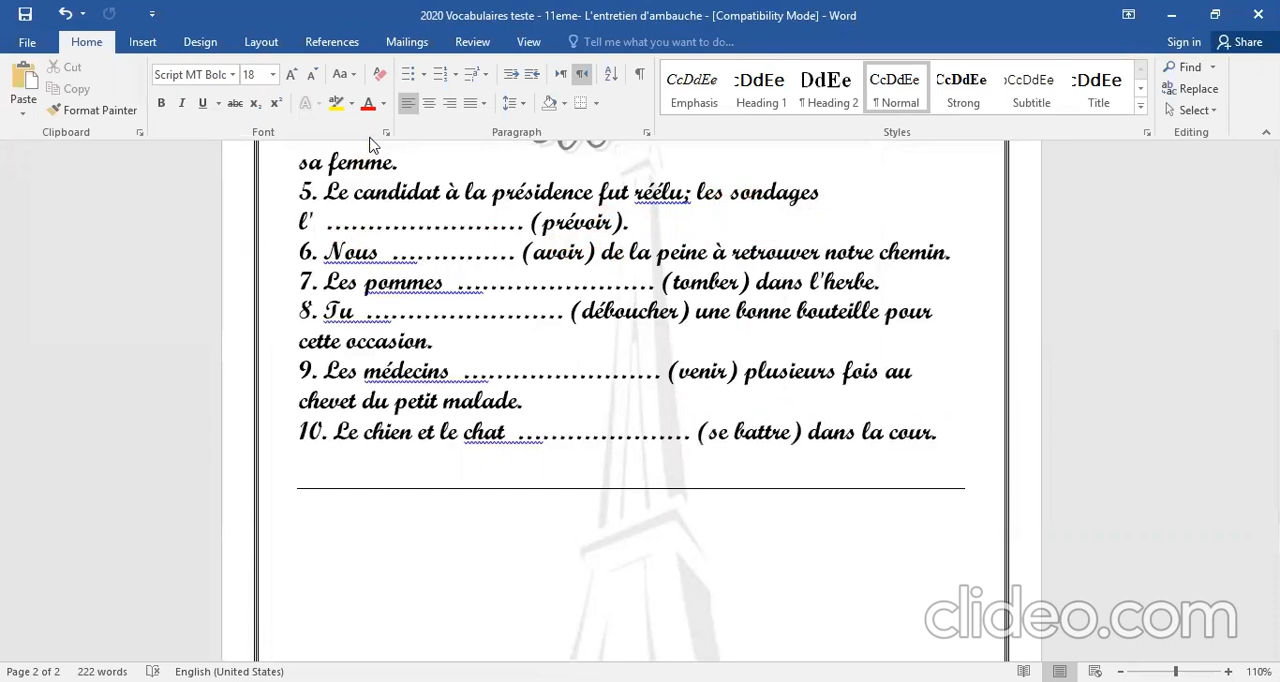 2020 Vocabulaires teste - 11eme- L'entretien d'ambauche - [Compatibility Mode] - Word
File Home Insert Design Layout References Mailings Review View Tell me what you want to do... Sign in Share
Paste Cut Copy Format Painter
Script MT Bolc 18
CcDdEe CcDdEe CcDdEe CcDdEe CcDdEe CcDdEe CcDdEe
Emphasis Heading 1 ¶ Heading 2 ¶ Normal Strong Subtitle Title
Find Replace Select
Clipboard Font Paragraph Styles Editing
sa femme.
5. Le candidat à la présidence fut réélu; les sondages
l' ........................ (prévoir).
6. Nous ............... (avoir) de la peine à retrouver notre chemin.
7. Les pommes ........................ (tomber) dans l'herbe.
8. Tu ........................ (déboucher) une bonne bouteille pour
cette occasion.
9. Les médecins ........................ (venir) plusieurs fois au
chevet du petit malade.
10. Le chien et le chat ..................... (se battre) dans la cour.
clideo.com
Page 2 of 2 222 words English (United States) 110%